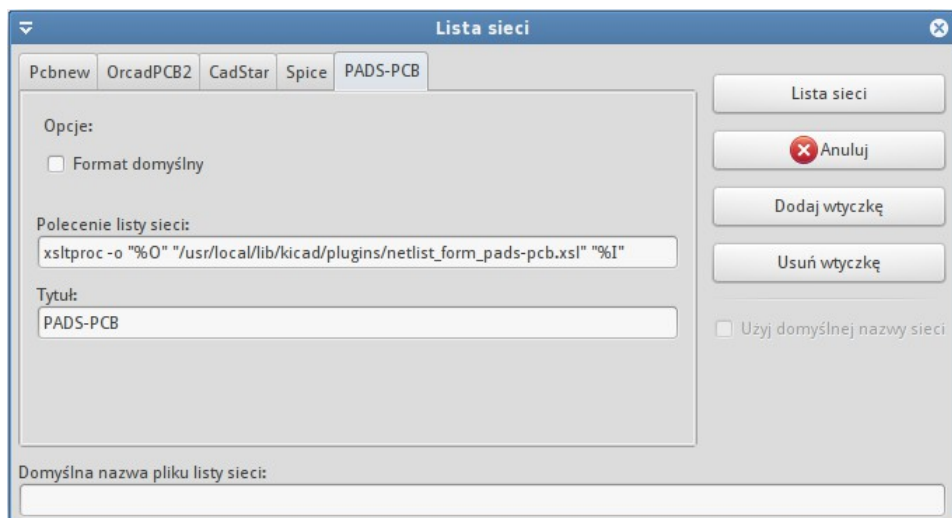 Lista sieci
Pcbnew OrcadPCB2 CadStar Spice PADS-PCB
Opcje:
Format domyślny
Polecenie listy sieci:
xsltproc -o "%O" "/usr/local/lib/kicad/plugins/netlist_form_pads-pcb.xsl" "%I"
Tytuł:
PADS-PCB
Lista sieci
Anuluj
Dodaj wtyczkę
Usuń wtyczkę
Użyj domyślnej nazwy sieci
Domyślna nazwa pliku listy sieci: